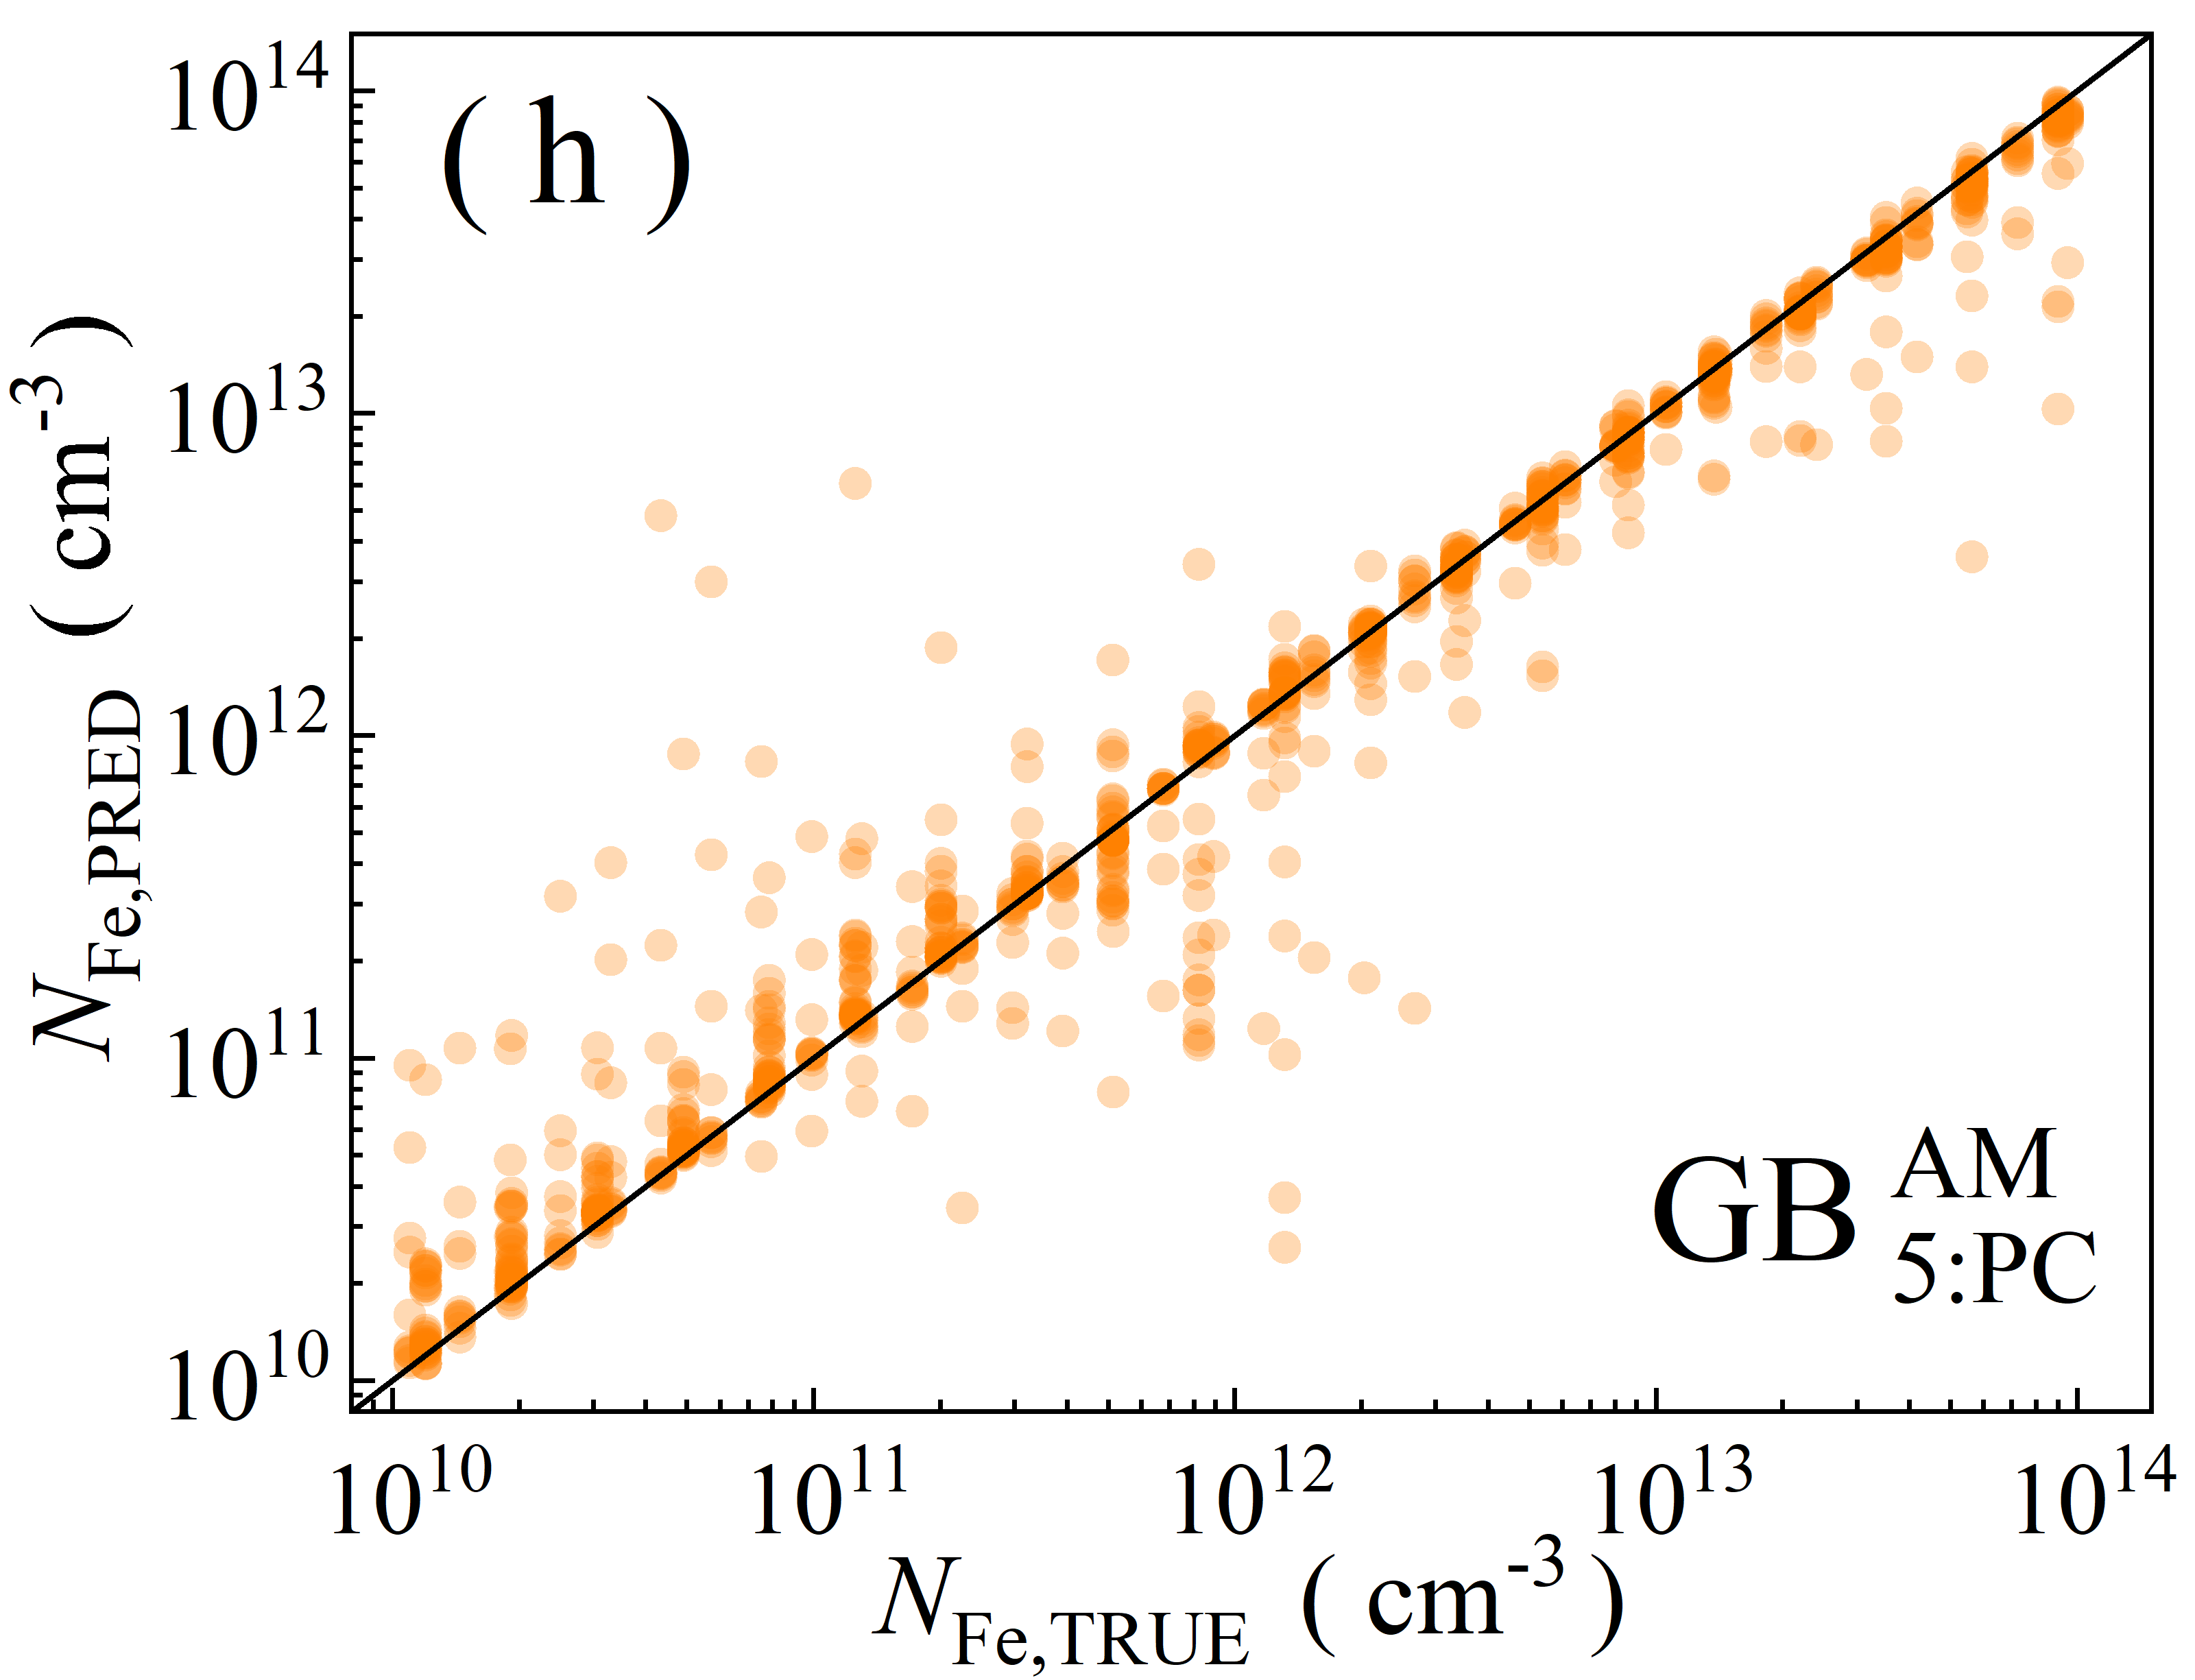 ( h )
10^14
10^13
10^12
10^11
10^10
N_Fe,PRED ( cm^-3 )
GB AM
5:PC
10^10 10^11 10^12 10^13 10^14
N_Fe,TRUE ( cm^-3 )